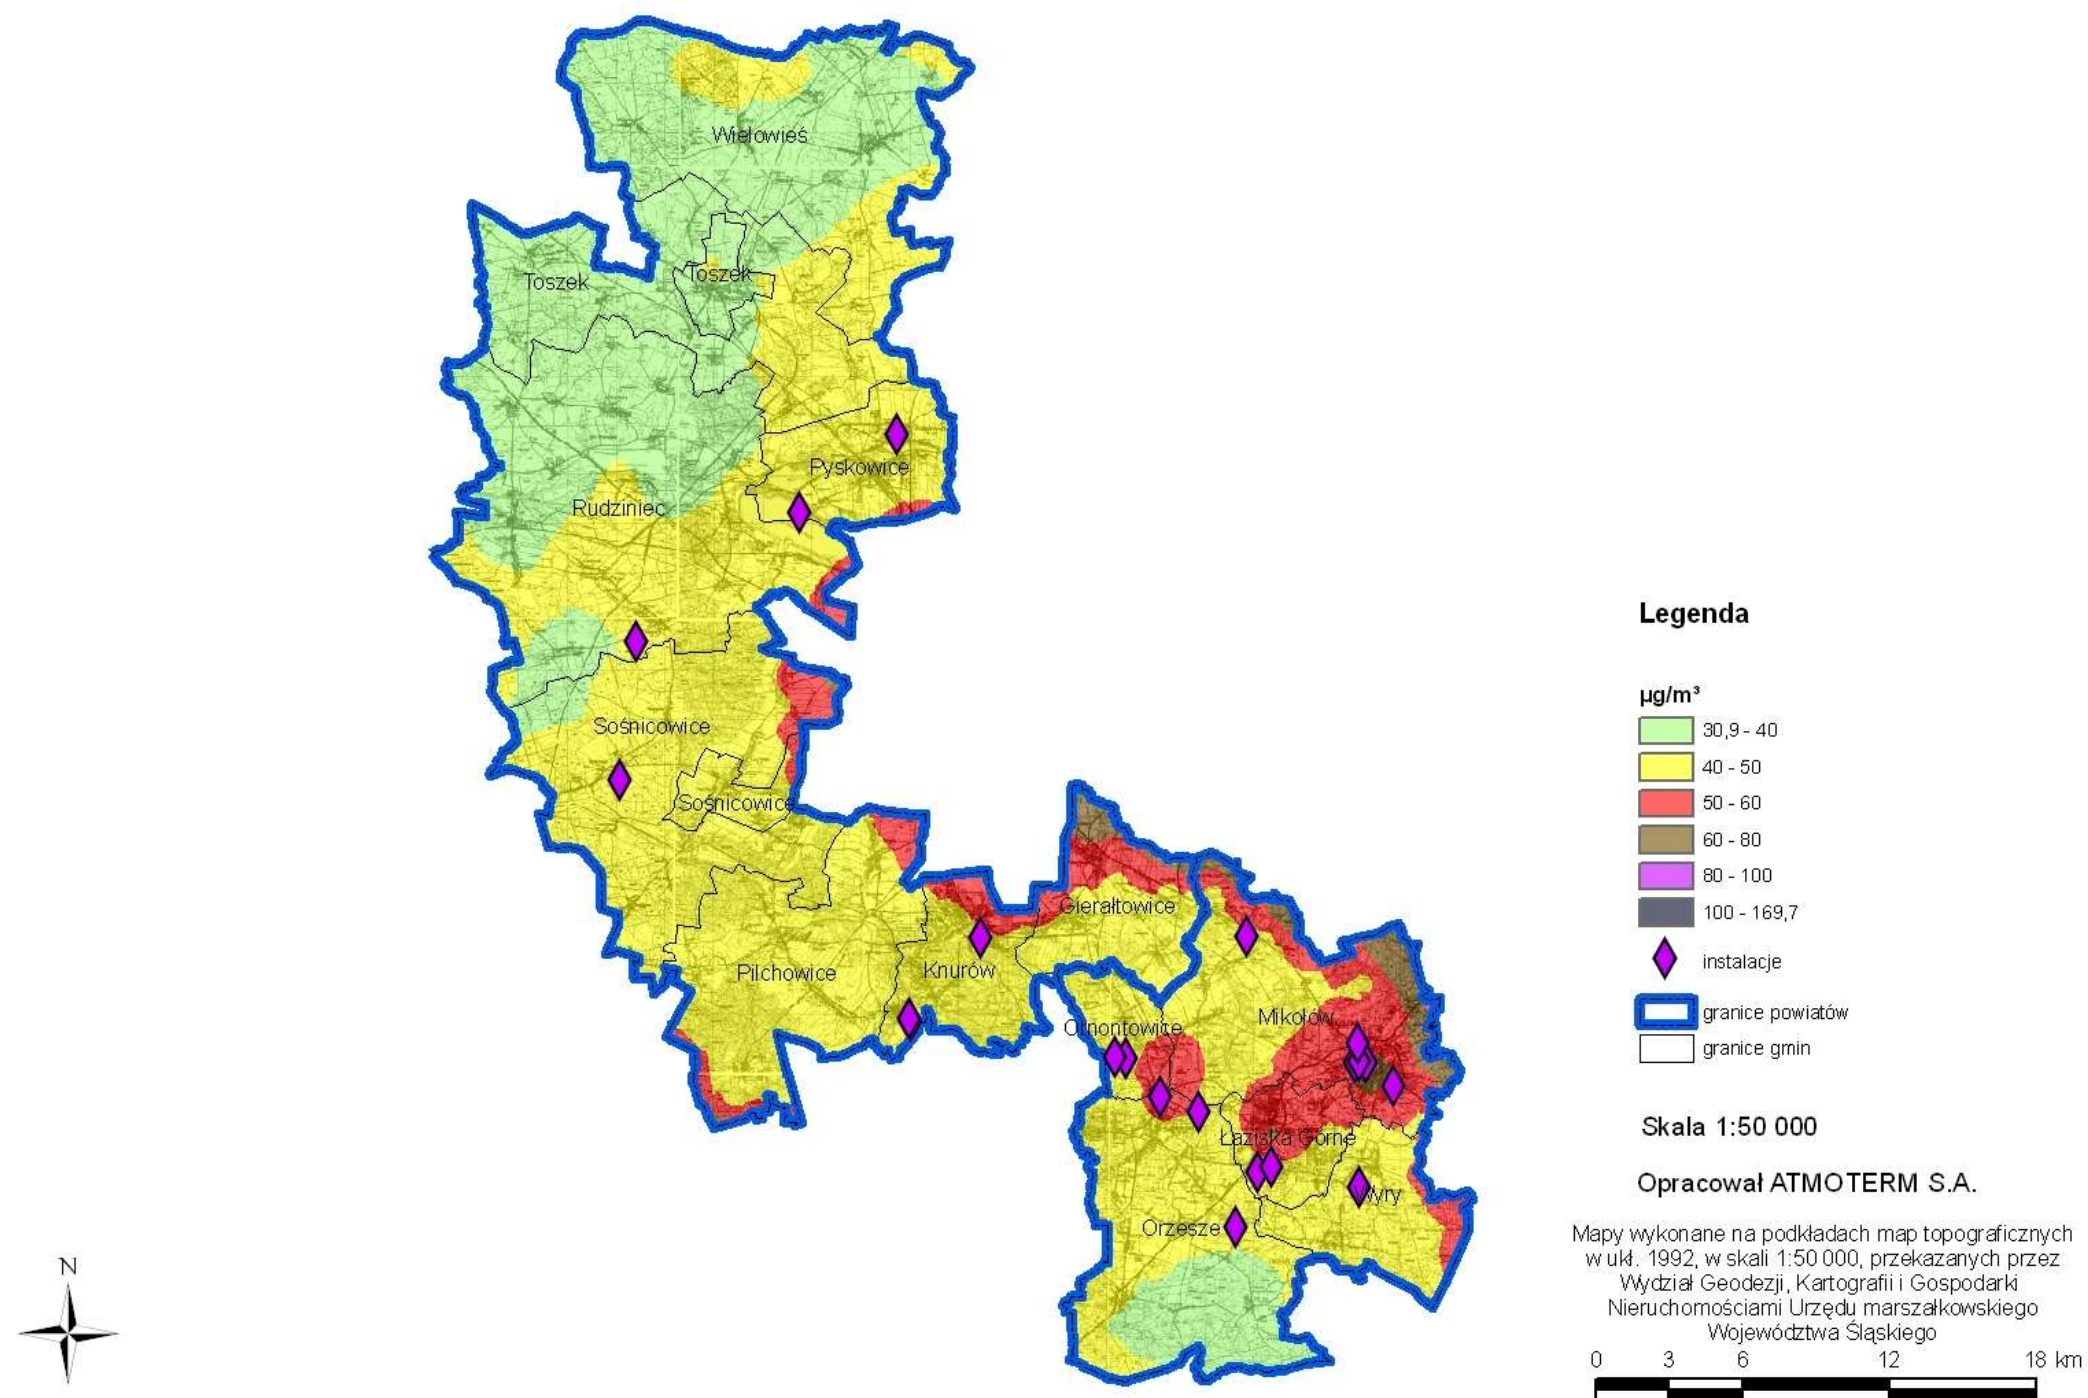 Wielowieś
Toszek
Toszek
Pyskowice
Rudziniec
Sośnicowice
Sośnicowice
Gierałtowice
Pilchowice
Knurów
Ornontowice
Mikołów
Łaziska Górne
Wyry
Orzesze
N
Legenda
µg/m³
30,9 - 40
40 - 50
50 - 60
60 - 80
80 - 100
100 - 169,7
instalacje
granice powiatów
granice gmin
Skala 1:50 000
Opracował ATMOTERM S.A.
Mapy wykonane na podkładach map topograficznych
w ukł. 1992, w skali 1:50 000, przekazanych przez
Wydział Geodezji, Kartografii i Gospodarki
Nieruchomościami Urzędu marszałkowskiego
Województwa Śląskiego
0 3 6 12 18 km